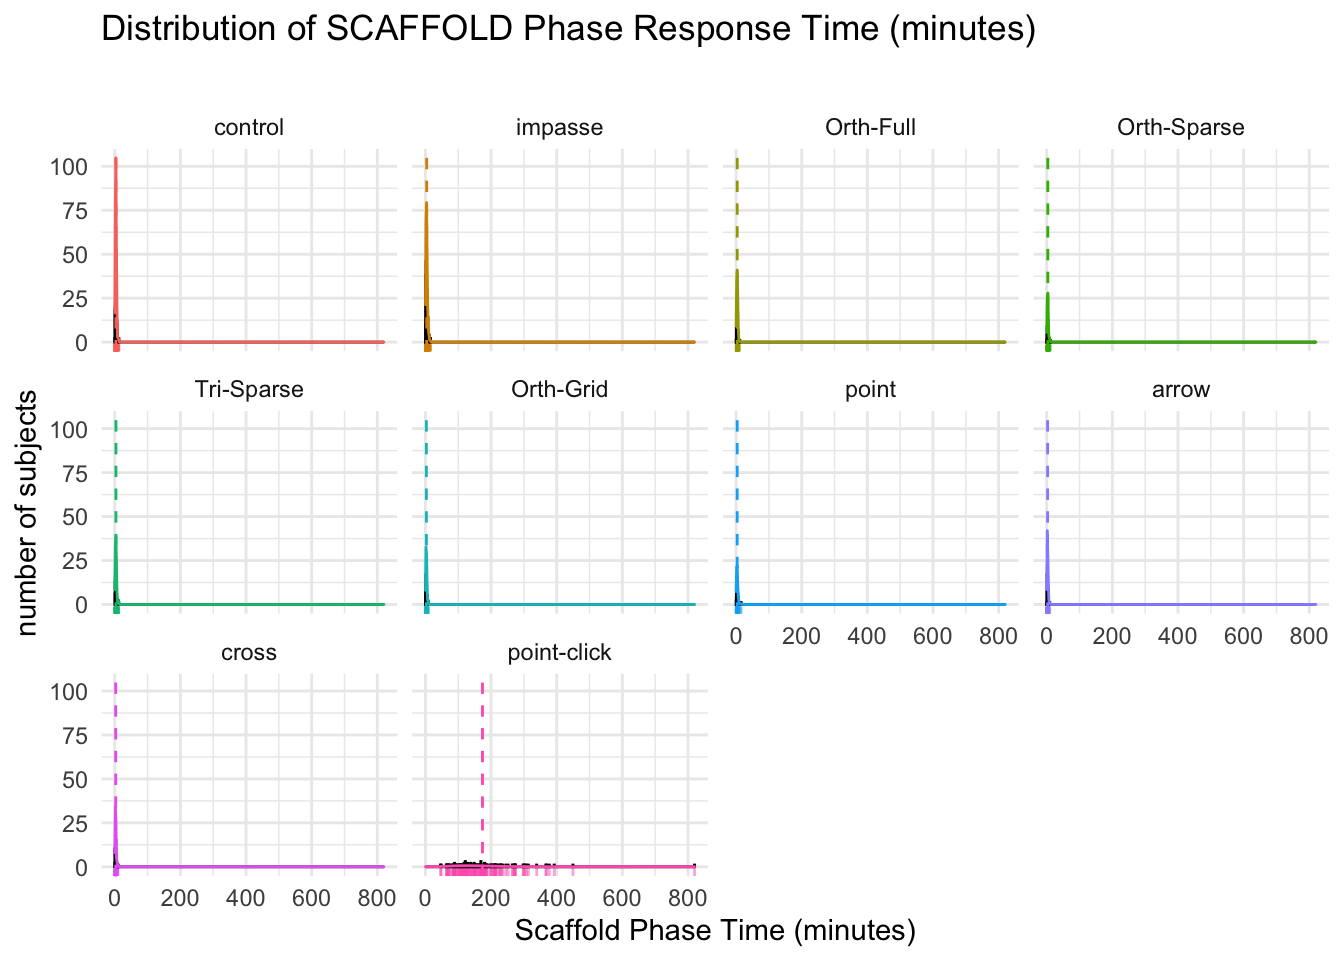 Distribution of SCAFFOLD Phase Response Time (minutes)
control impasse Orth-Full Orth-Sparse
100
75
50
25
0
Tri-Sparse Orth-Grid point arrow
100
75
50
25
0
0 200 400 600 800 0 200 400 600 800
cross point-click
100
75
50
25
0
0 200 400 600 800 0 200 400 600 800
number of subjects
Scaffold Phase Time (minutes)